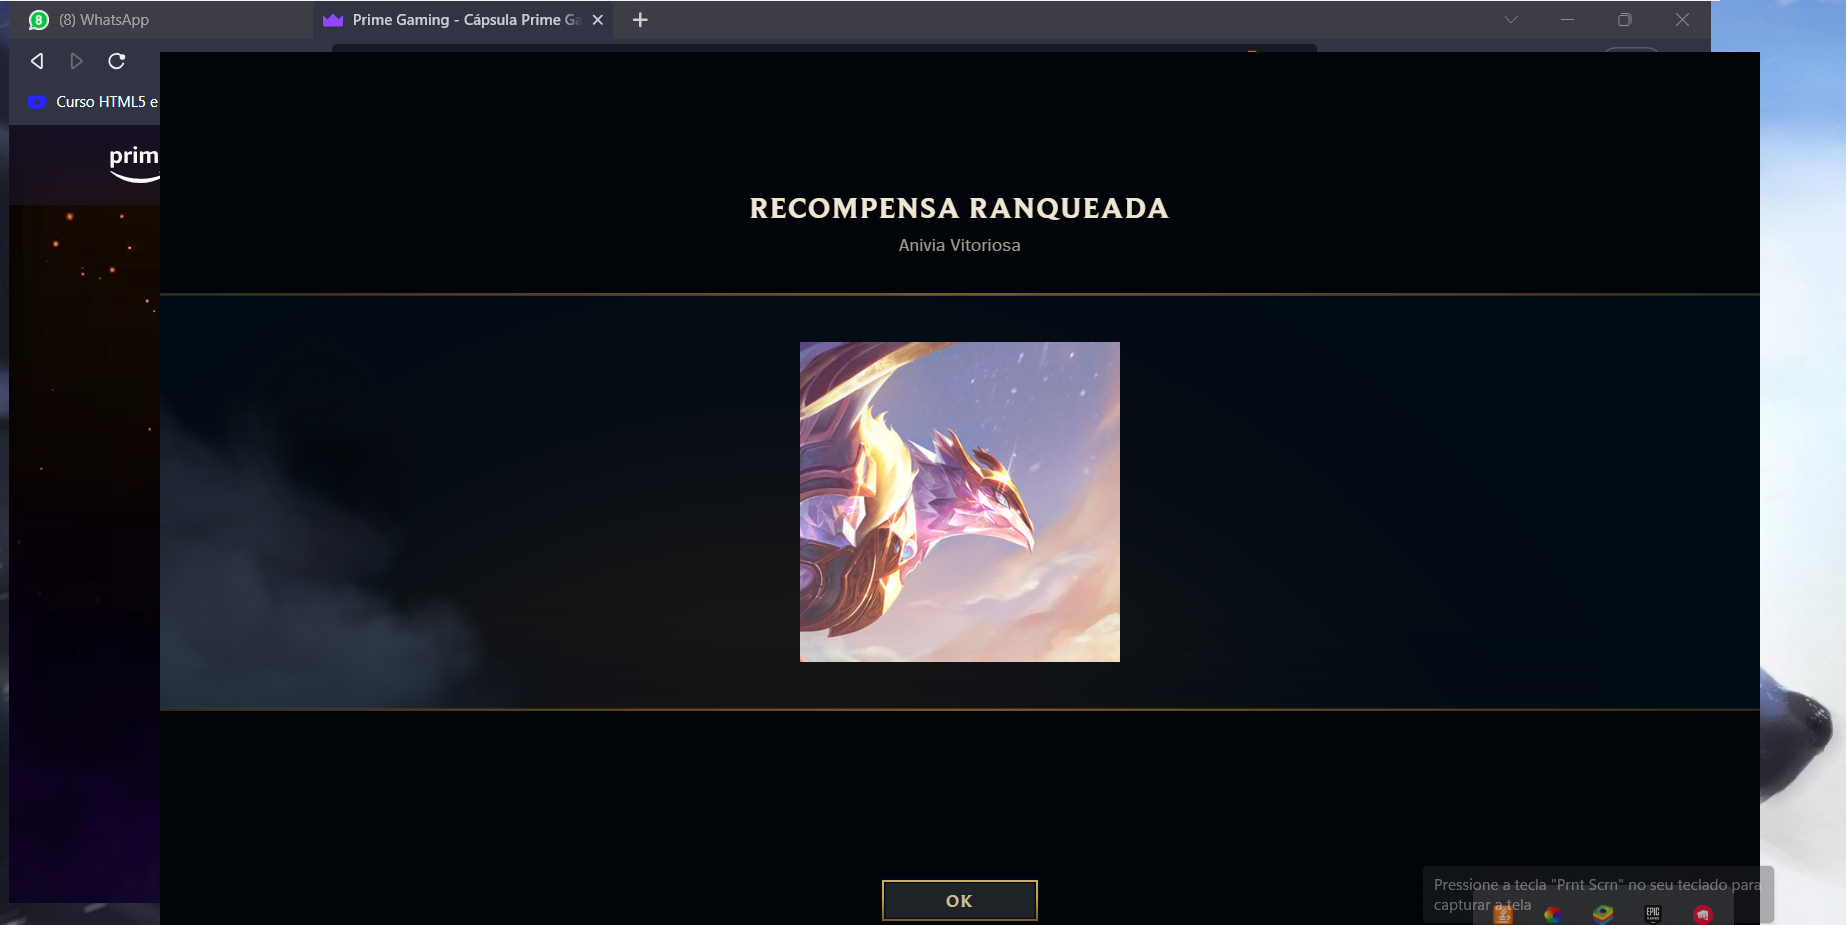 (8) WhatsApp
Prime Gaming - Cápsula Prime Ga
Curso HTML5 e
prim
RECOMPENSA RANQUEADA
Anivia Vitoriosa
OK
Pressione a tecla "Prnt Scrn" no seu teclado para
capturar a tela
EPIC